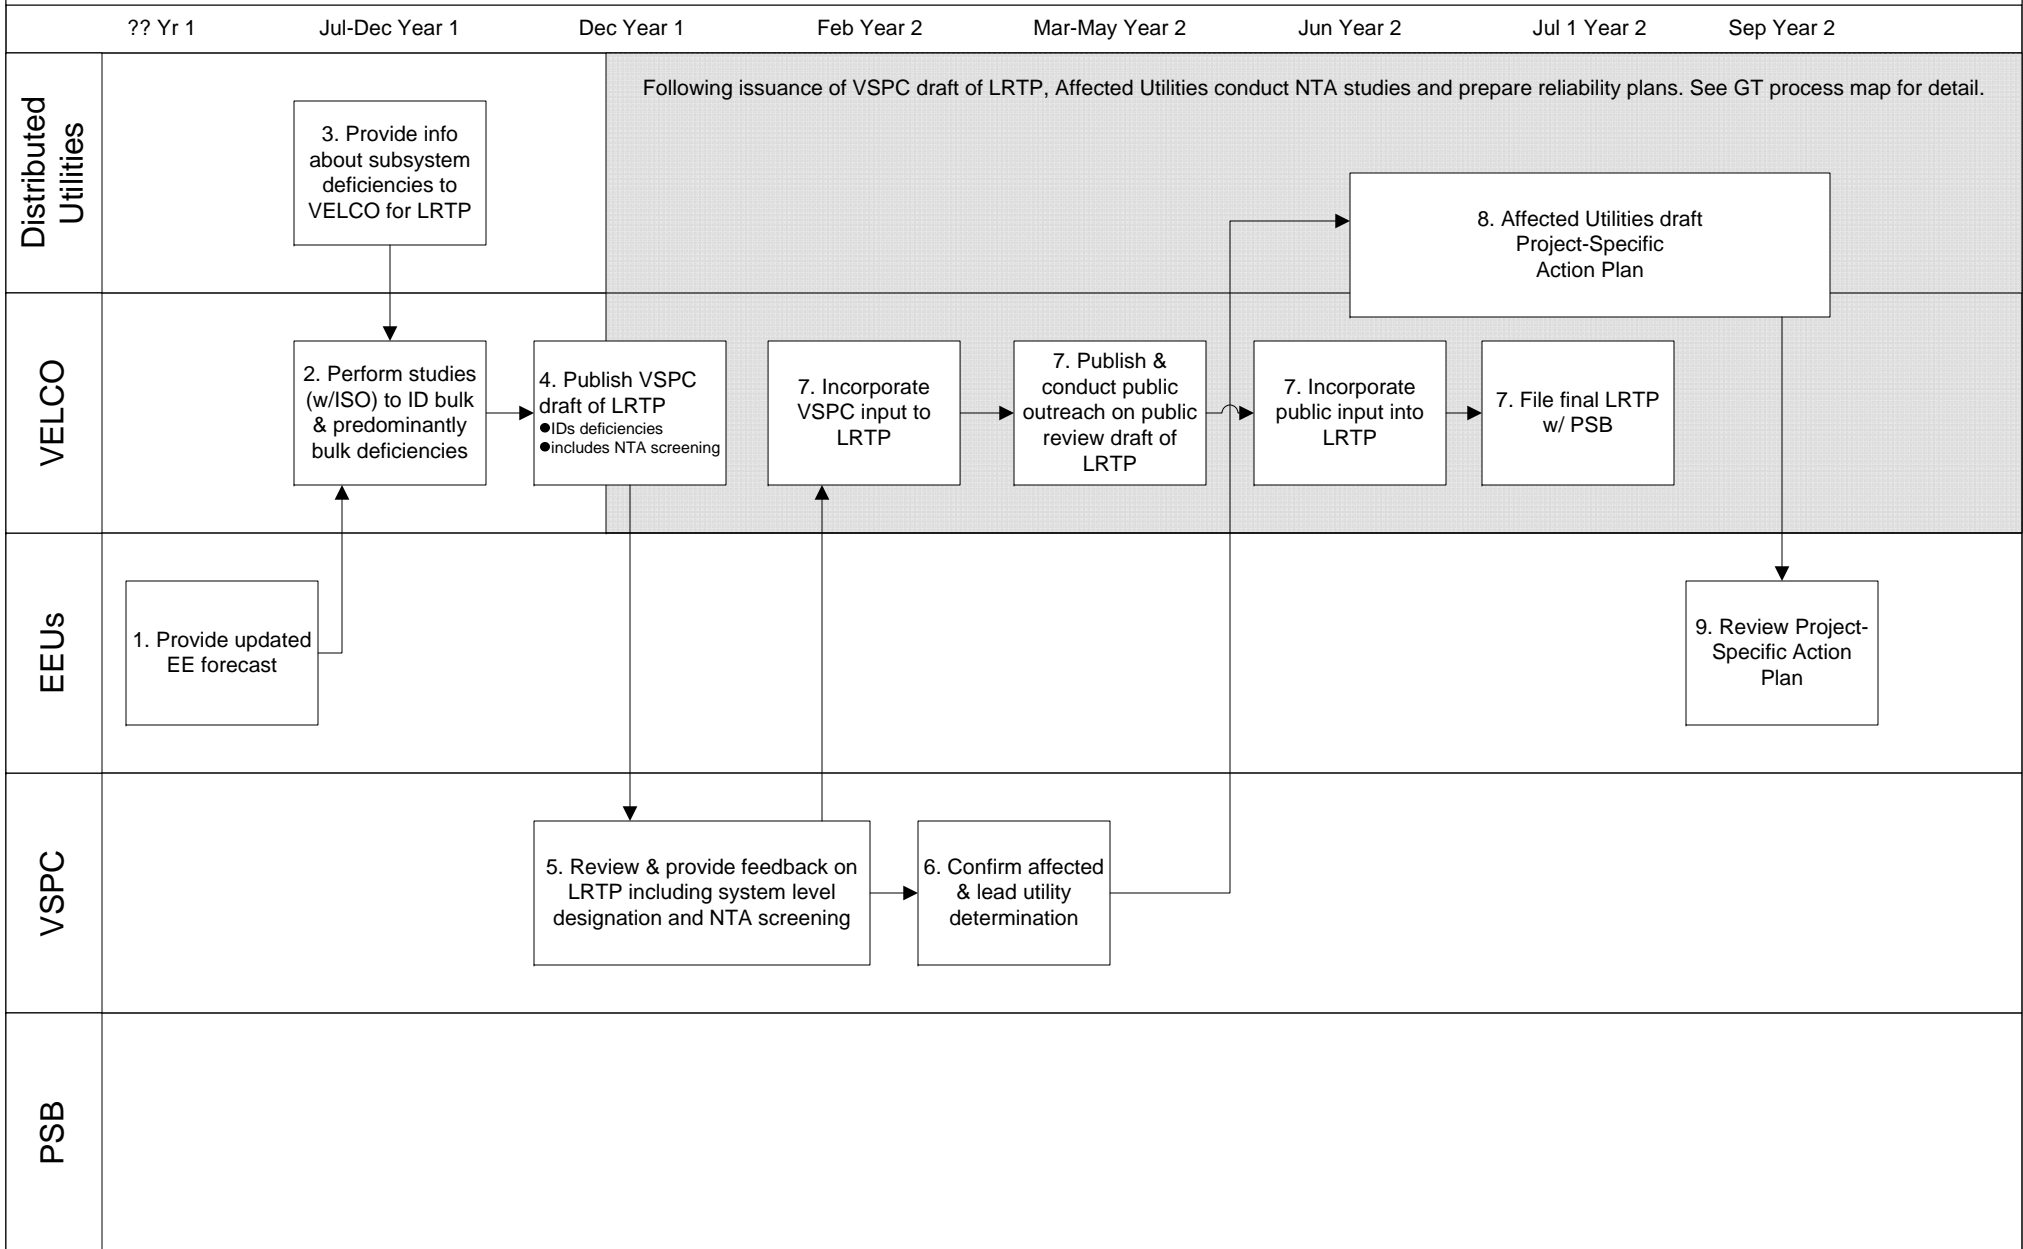 ?? Yr 1
Jul-Dec Year 1
Dec Year 1
Feb Year 2
Mar-May Year 2
Jun Year 2
Jul 1 Year 2
Sep Year 2
Distributed
Utilities
Following issuance of VSPC draft of LRTP, Affected Utilities conduct NTA studies and prepare reliability plans. See GT process map for detail.
3. Provide info
about subsystem
deficiencies to
VELCO for LRTP
8. Affected Utilities draft
Project-Specific
Action Plan
VELCO
2. Perform studies
(w/ISO) to ID bulk
& predominantly
bulk deficiencies
4. Publish VSPC
draft of LRTP
●IDs deficiencies
●includes NTA screening
7. Incorporate
VSPC input to
LRTP
7. Publish &
conduct public
outreach on public
review draft of
LRTP
7. Incorporate
public input into
LRTP
7. File final LRTP
w/ PSB
EEUs
1. Provide updated
EE forecast
9. Review Project-
Specific Action
Plan
VSPC
5. Review & provide feedback on
LRTP including system level
designation and NTA screening
6. Confirm affected
& lead utility
determination
PSB